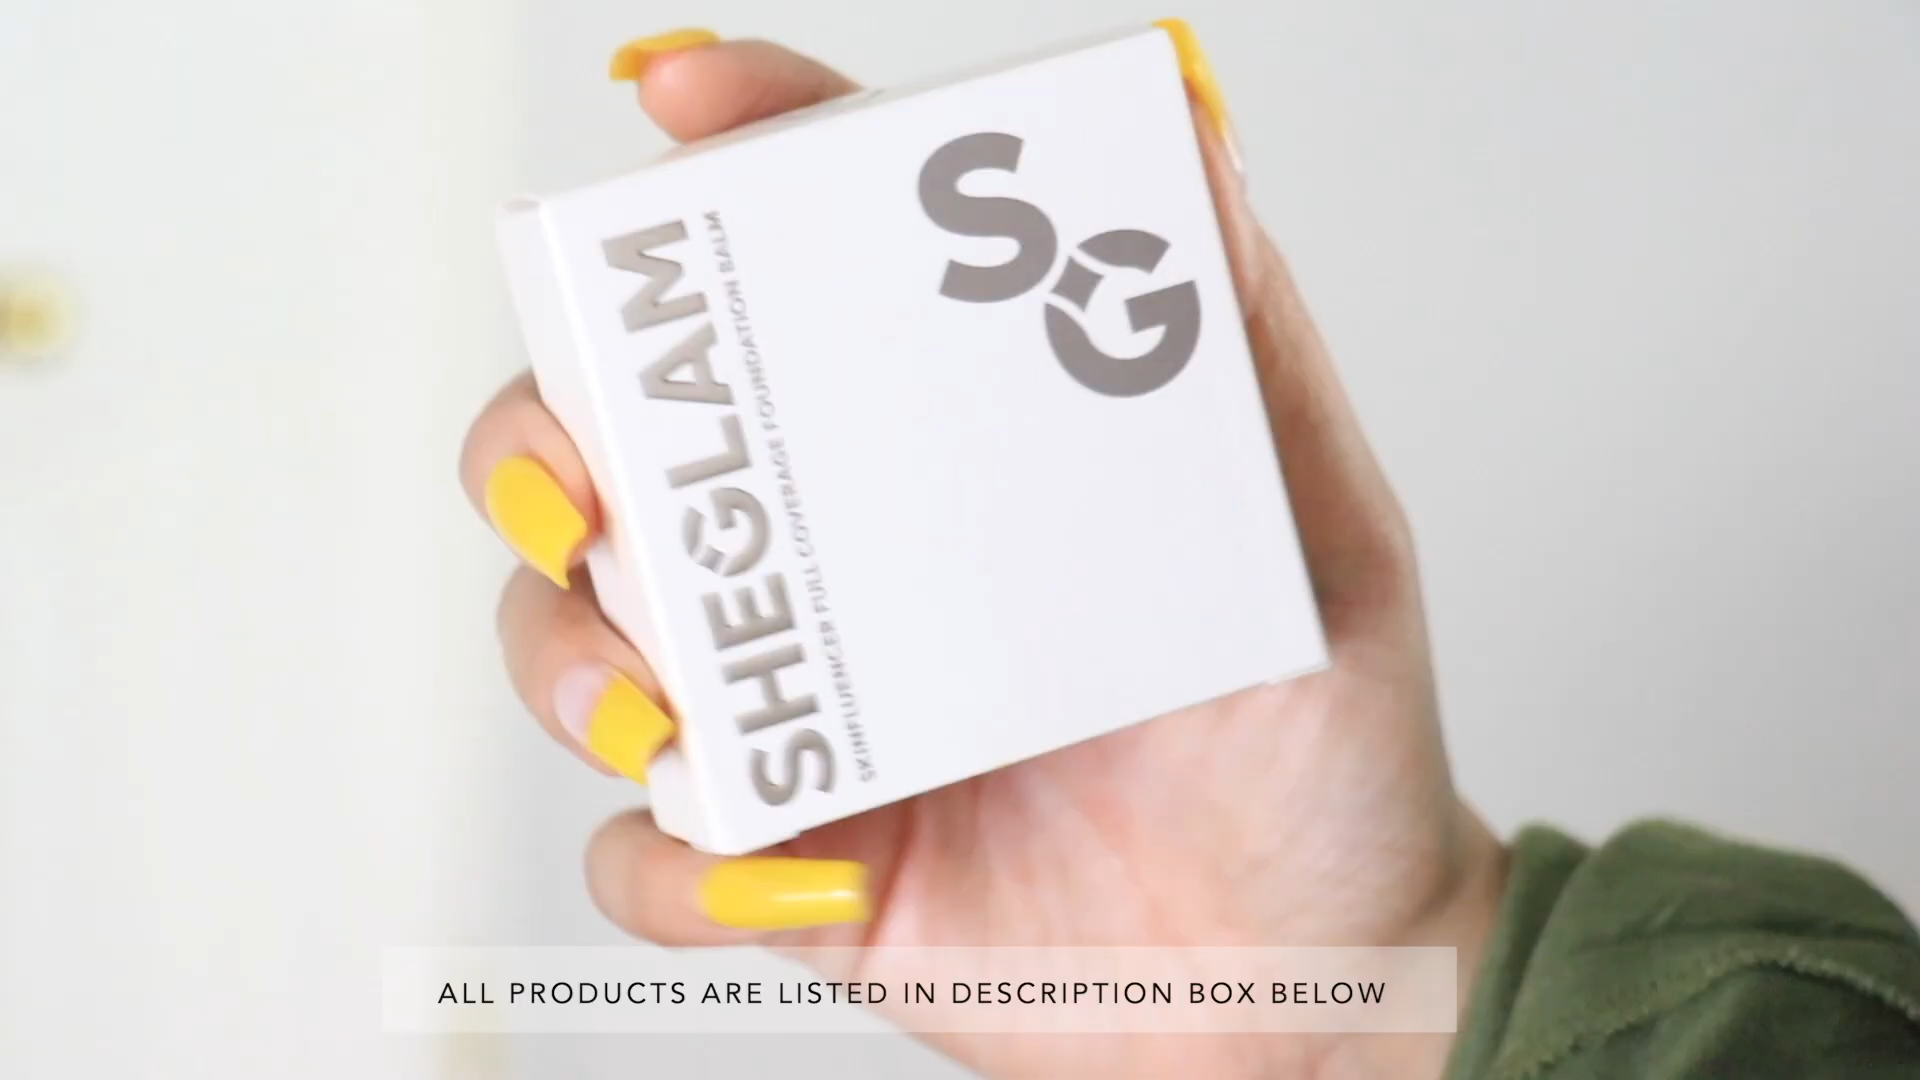 SG
SHEGLAM
SKINFLUENCER FULL COVERAGE FOUNDATION BALM
ALL PRODUCTS ARE LISTED IN DESCRIPTION BOX BELOW